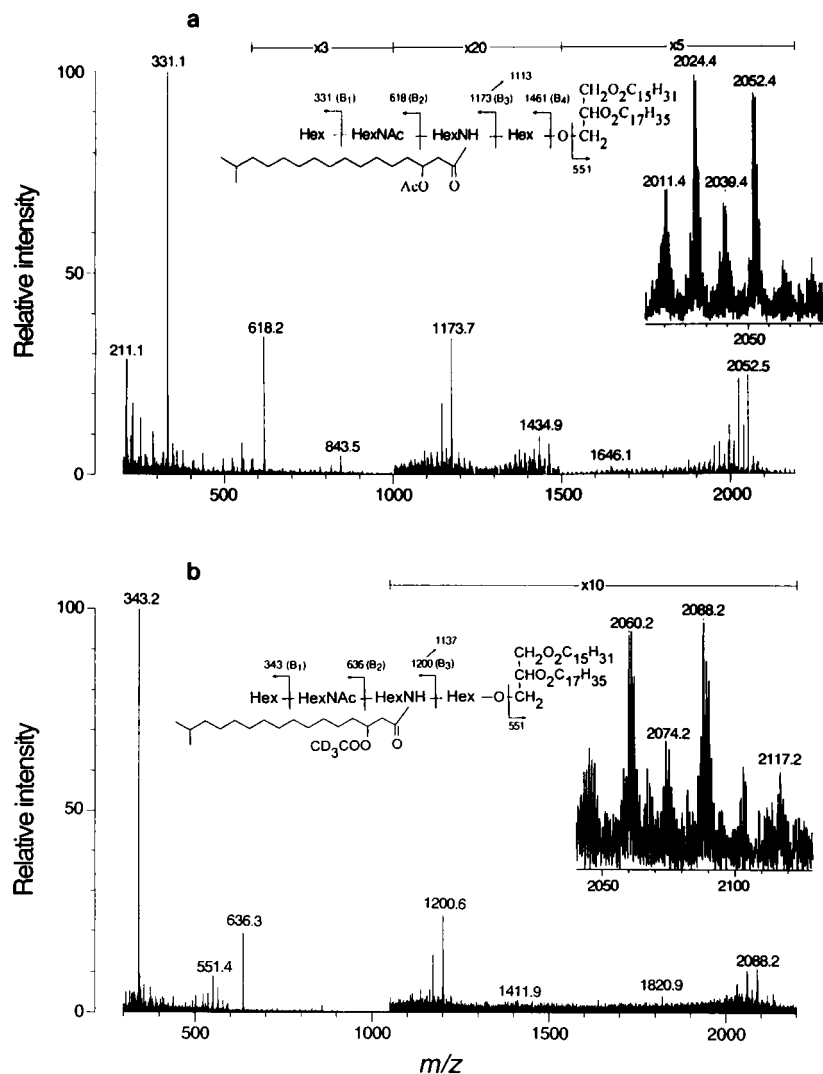 a
x3 x20 x5
100
331.1
2024.4
2052.4
1113
331 (B1) 618 (B2) 1173 (B3) 1461 (B4)
CH2O2C15H31
CHO2C17H35
Hex HexNAc HexNH Hex O CH2
551
AcO O
2011.4
2039.4
2050
Relative intensity
50
618.2
1173.7
211.1
2052.5
843.5
1434.9
1646.1
0
500 1000 1500 2000
b
x10
100
343.2
2060.2
2088.2
1137
343 (B1) 636 (B2) 1200 (B3)
CH2O2C15H31
CHO2C17H35
Hex HexNAc HexNH Hex O CH2
551
CD3COO O
2074.2
2117.2
2050 2100
Relative intensity
50
1200.6
636.3
551.4
2088.2
1411.9
1820.9
0
500 1000 1500 2000
m/z